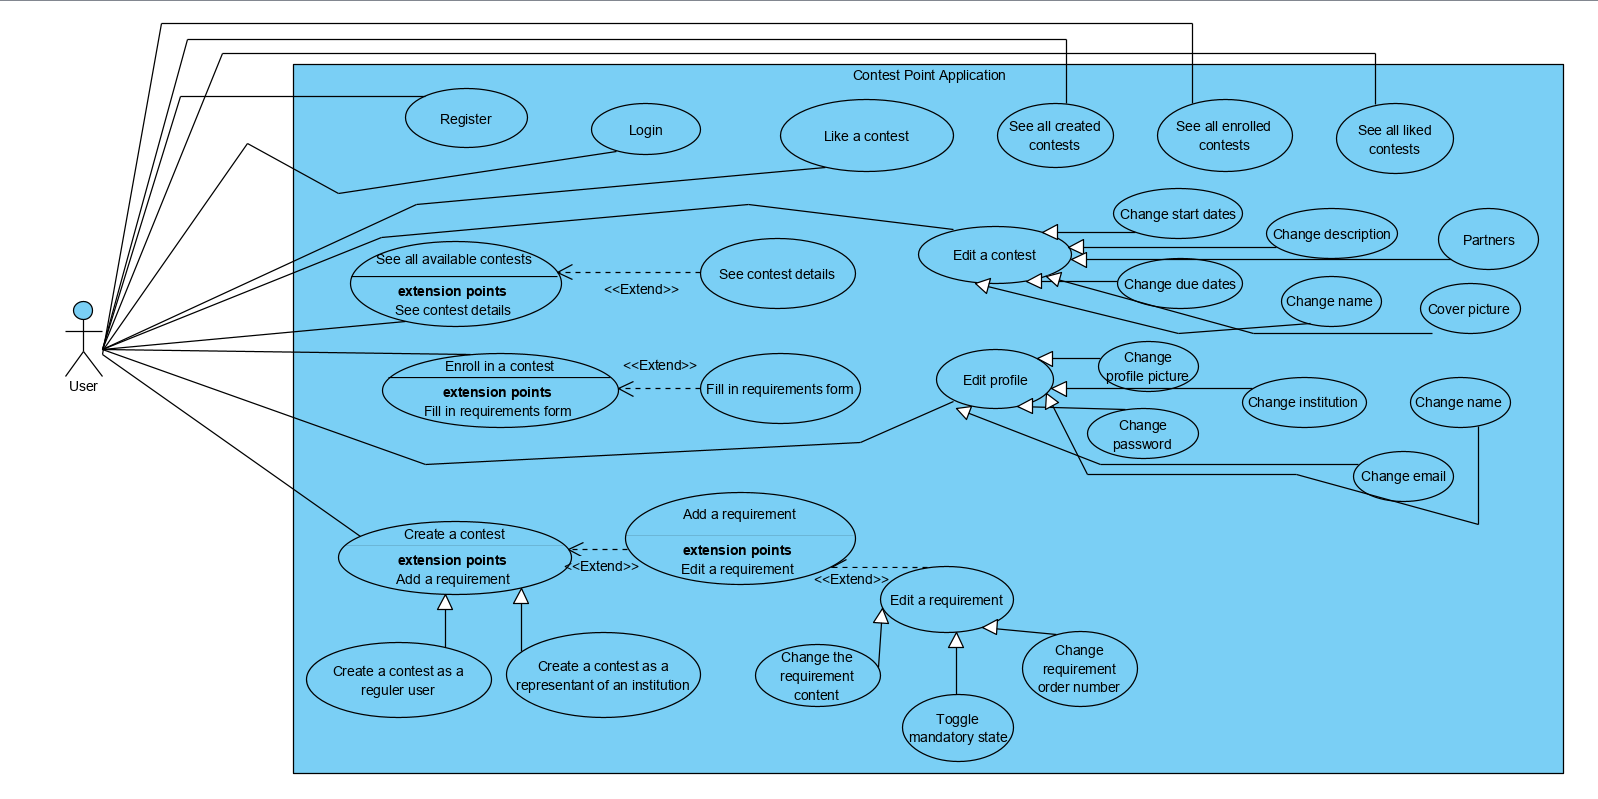 Contest Point Application
Register
Login
Like a contest
See all created
contests
See all enrolled
contests
See all liked
contests
Change start dates
Change description
Partners
Edit a contest
See all available contests
extension points
See contest details
<<Extend>>
See contest details
Change due dates
Change name
Cover picture
User
Enroll in a contest
extension points
Fill in requirements form
<<Extend>>
Fill in requirements form
Edit profile
Change
profile picture
Change institution
Change name
Change
password
Change email
Create a contest
extension points
Add a requirement
<<Extend>>
Add a requirement
extension points
Edit a requirement
<<Extend>>
Edit a requirement
Create a contest as a
reguler user
Create a contest as a
representant of an institution
Change the
requirement
content
Toggle
mandatory state
Change
requirement
order number